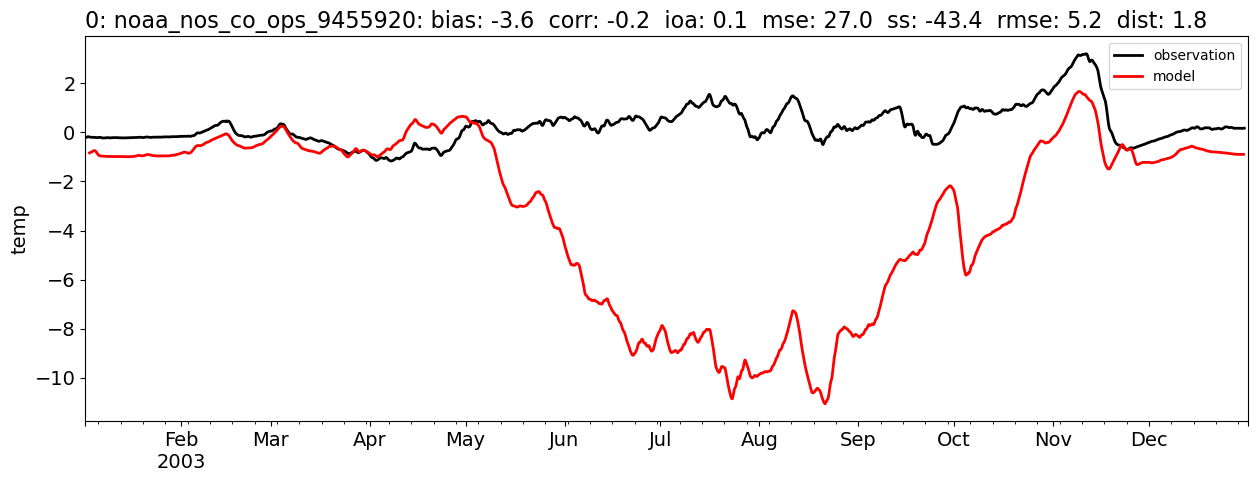 0: noaa_nos_co_ops_9455920: bias: -3.6  corr: -0.2  ioa: 0.1  mse: 27.0  ss: -43.4  rmse: 5.2  dist: 1.8
observation
model
2
0
−2
−4
−6
−8
−10
temp
Feb Mar Apr May Jun Jul Aug Sep Oct Nov Dec
2003